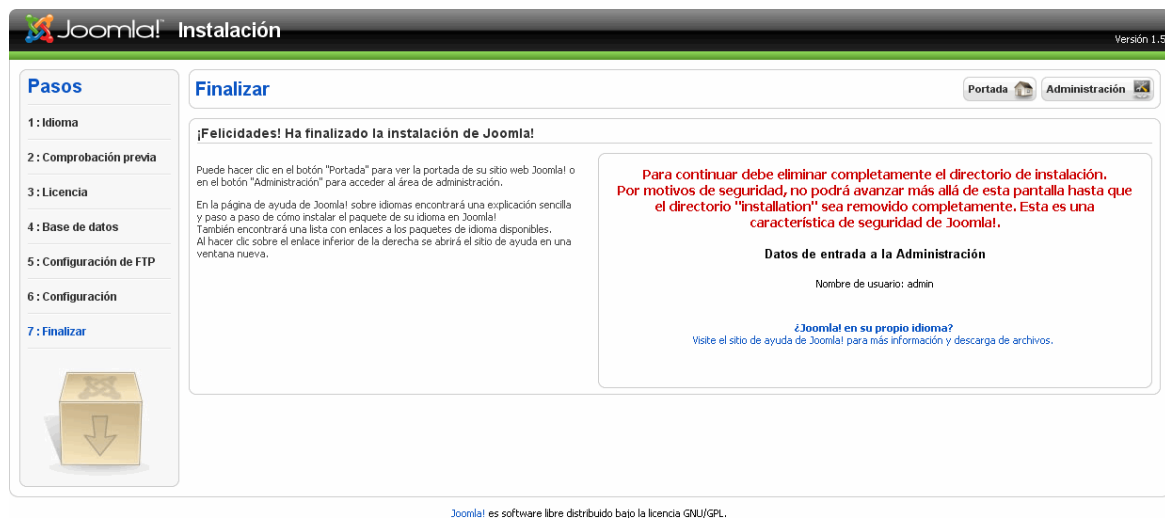 Joomla! Instalación
Versión 1.5
Pasos
1 : Idioma
2 : Comprobación previa
3 : Licencia
4 : Base de datos
5 : Configuración de FTP
6 : Configuración
7 : Finalizar
Finalizar
Portada
Administración
¡Felicidades! Ha finalizado la instalación de Joomla!
Puede hacer clic en el botón "Portada" para ver la portada de su sitio web Joomla! o
en el botón "Administración" para acceder al área de administración.
En la página de ayuda de Joomla! sobre idiomas encontrará una explicación sencilla
y paso a paso de cómo instalar el paquete de su idioma en Joomla!
También encontrará una lista con enlaces a los paquetes de idioma disponibles.
Al hacer clic sobre el enlace inferior de la derecha se abrirá el sitio de ayuda en una
ventana nueva.
Para continuar debe eliminar completamente el directorio de instalación.
Por motivos de seguridad, no podrá avanzar más allá de esta pantalla hasta que
el directorio "installation" sea removido completamente. Esta es una
característica de seguridad de Joomla!.
Datos de entrada a la Administración
Nombre de usuario: admin
¿Joomla! en su propio idioma?
Visite el sitio de ayuda de Joomla! para más información y descarga de archivos.
Joomla! es software libre distribuido bajo la licencia GNU/GPL.